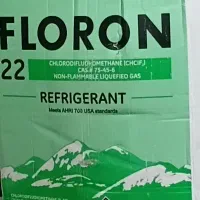 FLORON
22
CHLORODIFLUOROMETHANE (CHClF₂)
CAS # 75-45-6
NON-FLAMMABLE LIQUEFIED GAS
REFRIGERANT
Meets AHRI 700 USA standards